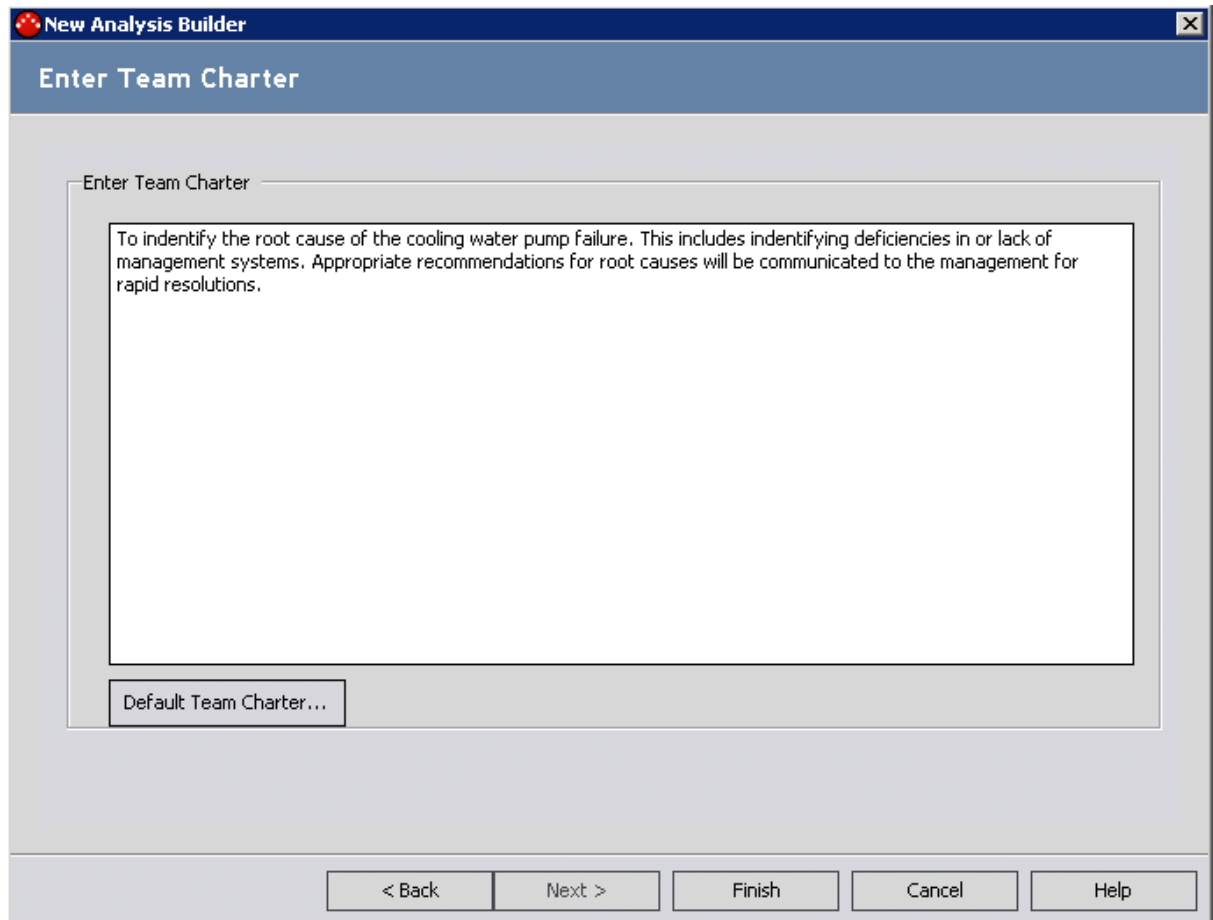 New Analysis Builder
Enter Team Charter
Enter Team Charter
To indentify the root cause of the cooling water pump failure. This includes indentifying deficiencies in or lack of
management systems. Appropriate recommendations for root causes will be communicated to the management for
rapid resolutions.
Default Team Charter...
< Back Next > Finish Cancel Help